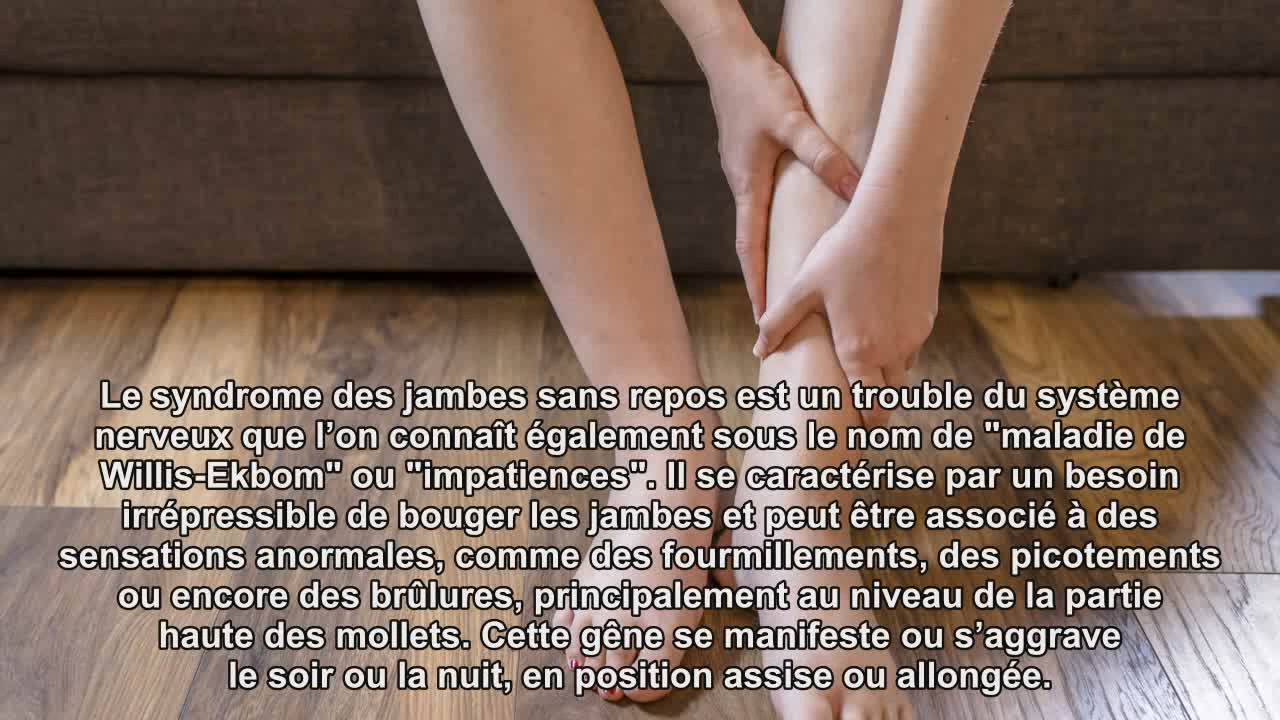 Le syndrome des jambes sans repos est un trouble du système
nerveux que l’on connaît également sous le nom de "maladie de
Willis-Ekbom" ou "impatiences". Il se caractérise par un besoin
irrépressible de bouger les jambes et peut être associé à des
sensations anormales, comme des fourmillements, des picotements
ou encore des brûlures, principalement au niveau de la partie
haute des mollets. Cette gêne se manifeste ou s’aggrave
le soir ou la nuit, en position assise ou allongée.